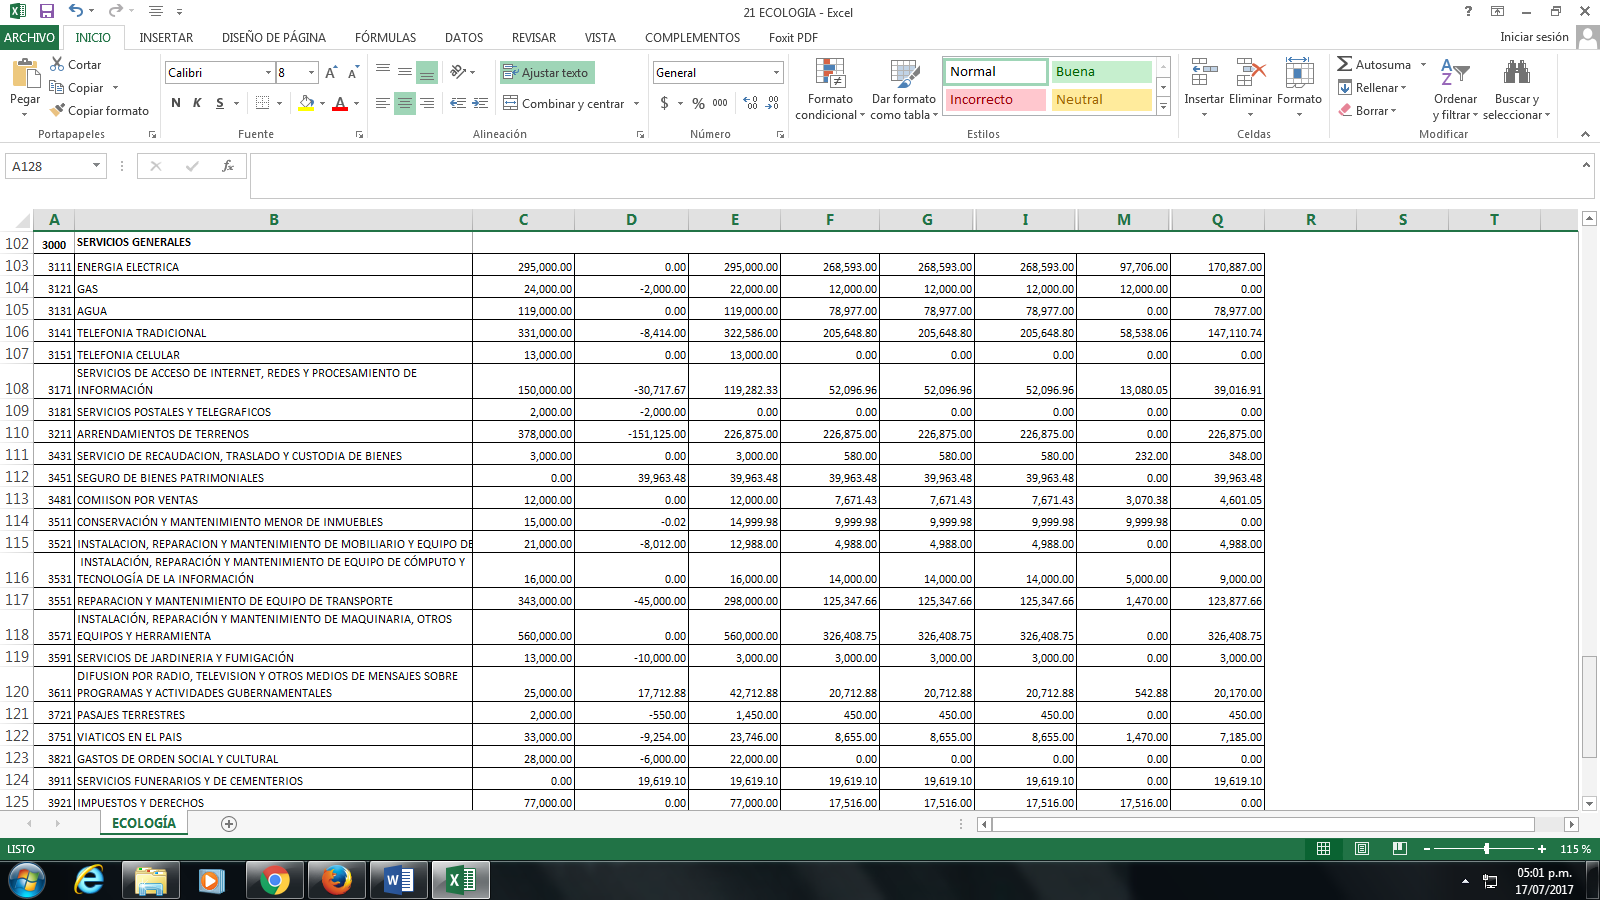 21 ECOLOGIA - Excel
ARCHIVO INICIO INSERTAR DISEÑO DE PÁGINA FÓRMULAS DATOS REVISAR VISTA COMPLEMENTOS Foxit PDF Iniciar sesión
Pegar
Cortar
Copiar
Copiar formato
Portapapeles
Calibri 8
N K S
Fuente
Ajustar texto
Combinar y centrar
Alineación
General
$ % 000
Número
Formato condicional
Dar formato como tabla
Normal Buena
Incorrecto Neutral
Estilos
Insertar Eliminar Formato
Celdas
Autosuma
Rellenar
Borrar
Ordenar y filtrar
Buscar y seleccionar
Modificar
A128 fx
A B C D E F G I M Q R S T
102 3000 SERVICIOS GENERALES
103 3111 ENERGIA ELECTRICA 295,000.00 0.00 295,000.00 268,593.00 268,593.00 268,593.00 97,706.00 170,887.00
104 3121 GAS 24,000.00 -2,000.00 22,000.00 12,000.00 12,000.00 12,000.00 12,000.00 0.00
105 3131 AGUA 119,000.00 0.00 119,000.00 78,977.00 78,977.00 78,977.00 0.00 78,977.00
106 3141 TELEFONIA TRADICIONAL 331,000.00 -8,414.00 322,586.00 205,648.80 205,648.80 205,648.80 58,538.06 147,110.74
107 3151 TELEFONIA CELULAR 13,000.00 0.00 13,000.00 0.00 0.00 0.00 0.00 0.00
SERVICIOS DE ACCESO DE INTERNET, REDES Y PROCESAMIENTO DE
108 3171 INFORMACIÓN 150,000.00 -30,717.67 119,282.33 52,096.96 52,096.96 52,096.96 13,080.05 39,016.91
109 3181 SERVICIOS POSTALES Y TELEGRAFICOS 2,000.00 -2,000.00 0.00 0.00 0.00 0.00 0.00 0.00
110 3211 ARRENDAMIENTOS DE TERRENOS 378,000.00 -151,125.00 226,875.00 226,875.00 226,875.00 226,875.00 0.00 226,875.00
111 3431 SERVICIO DE RECAUDACION, TRASLADO Y CUSTODIA DE BIENES 3,000.00 0.00 3,000.00 580.00 580.00 580.00 232.00 348.00
112 3451 SEGURO DE BIENES PATRIMONIALES 0.00 39,963.48 39,963.48 39,963.48 39,963.48 39,963.48 0.00 39,963.48
113 3481 COMIISON POR VENTAS 12,000.00 0.00 12,000.00 7,671.43 7,671.43 7,671.43 3,070.38 4,601.05
114 3511 CONSERVACIÓN Y MANTENIMIENTO MENOR DE INMUEBLES 15,000.00 -0.02 14,999.98 9,999.98 9,999.98 9,999.98 9,999.98 0.00
115 3521 INSTALACION, REPARACION Y MANTENIMIENTO DE MOBILIARIO Y EQUIPO DE 21,000.00 -8,012.00 12,988.00 4,988.00 4,988.00 4,988.00 0.00 4,988.00
INSTALACIÓN, REPARACIÓN Y MANTENIMIENTO DE EQUIPO DE CÓMPUTO Y
116 3531 TECNOLOGÍA DE LA INFORMACIÓN 16,000.00 0.00 16,000.00 14,000.00 14,000.00 14,000.00 5,000.00 9,000.00
117 3551 REPARACION Y MANTENIMIENTO DE EQUIPO DE TRANSPORTE 343,000.00 -45,000.00 298,000.00 125,347.66 125,347.66 125,347.66 1,470.00 123,877.66
INSTALACIÓN, REPARACIÓN Y MANTENIMIENTO DE MAQUINARIA, OTROS
118 3571 EQUIPOS Y HERRAMIENTA 560,000.00 0.00 560,000.00 326,408.75 326,408.75 326,408.75 0.00 326,408.75
119 3591 SERVICIOS DE JARDINERIA Y FUMIGACIÓN 13,000.00 -10,000.00 3,000.00 3,000.00 3,000.00 3,000.00 0.00 3,000.00
DIFUSION POR RADIO, TELEVISION Y OTROS MEDIOS DE MENSAJES SOBRE
120 3611 PROGRAMAS Y ACTIVIDADES GUBERNAMENTALES 25,000.00 17,712.88 42,712.88 20,712.88 20,712.88 20,712.88 542.88 20,170.00
121 3721 PASAJES TERRESTRES 2,000.00 -550.00 1,450.00 450.00 450.00 450.00 0.00 450.00
122 3751 VIATICOS EN EL PAIS 33,000.00 -9,254.00 23,746.00 8,655.00 8,655.00 8,655.00 1,470.00 7,185.00
123 3821 GASTOS DE ORDEN SOCIAL Y CULTURAL 28,000.00 -6,000.00 22,000.00 0.00 0.00 0.00 0.00 0.00
124 3911 SERVICIOS FUNERARIOS Y DE CEMENTERIOS 0.00 19,619.10 19,619.10 19,619.10 19,619.10 19,619.10 0.00 19,619.10
125 3921 IMPUESTOS Y DERECHOS 77,000.00 0.00 77,000.00 17,516.00 17,516.00 17,516.00 17,516.00 0.00
ECOLOGÍA
LISTO 115 %
05:01 p.m.
17/07/2017